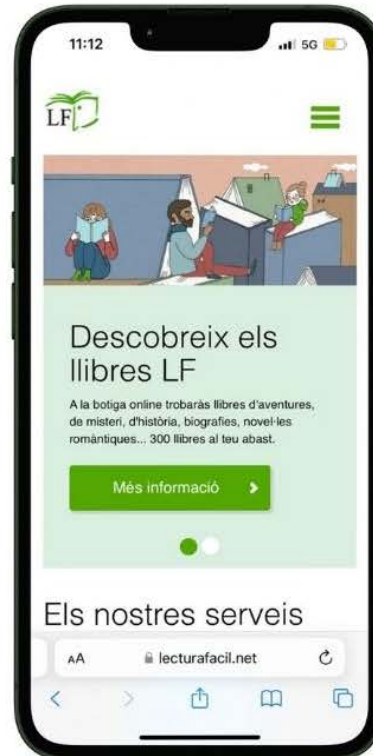 11:12
5G
LF
Descobreix els
llibres LF
A la botiga online trobaràs llibres d'aventures,
de misteri, d'història, biografies, novel·les
romàntiques... 300 llibres al teu abast.
Més informació
Els nostres serveis
AA
lecturafacil.net